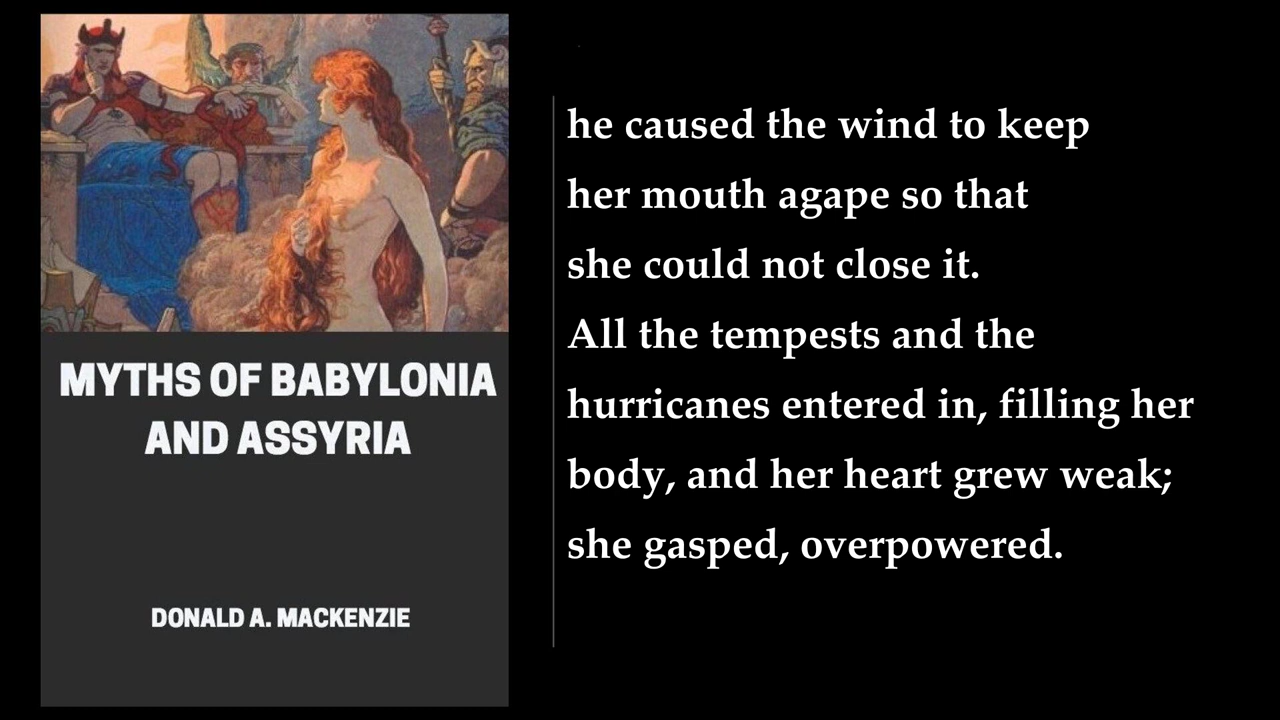 MYTHS OF BABYLONIA
AND ASSYRIA
DONALD A. MACKENZIE
he caused the wind to keep
her mouth agape so that
she could not close it.
All the tempests and the
hurricanes entered in, filling her
body, and her heart grew weak;
she gasped, overpowered.